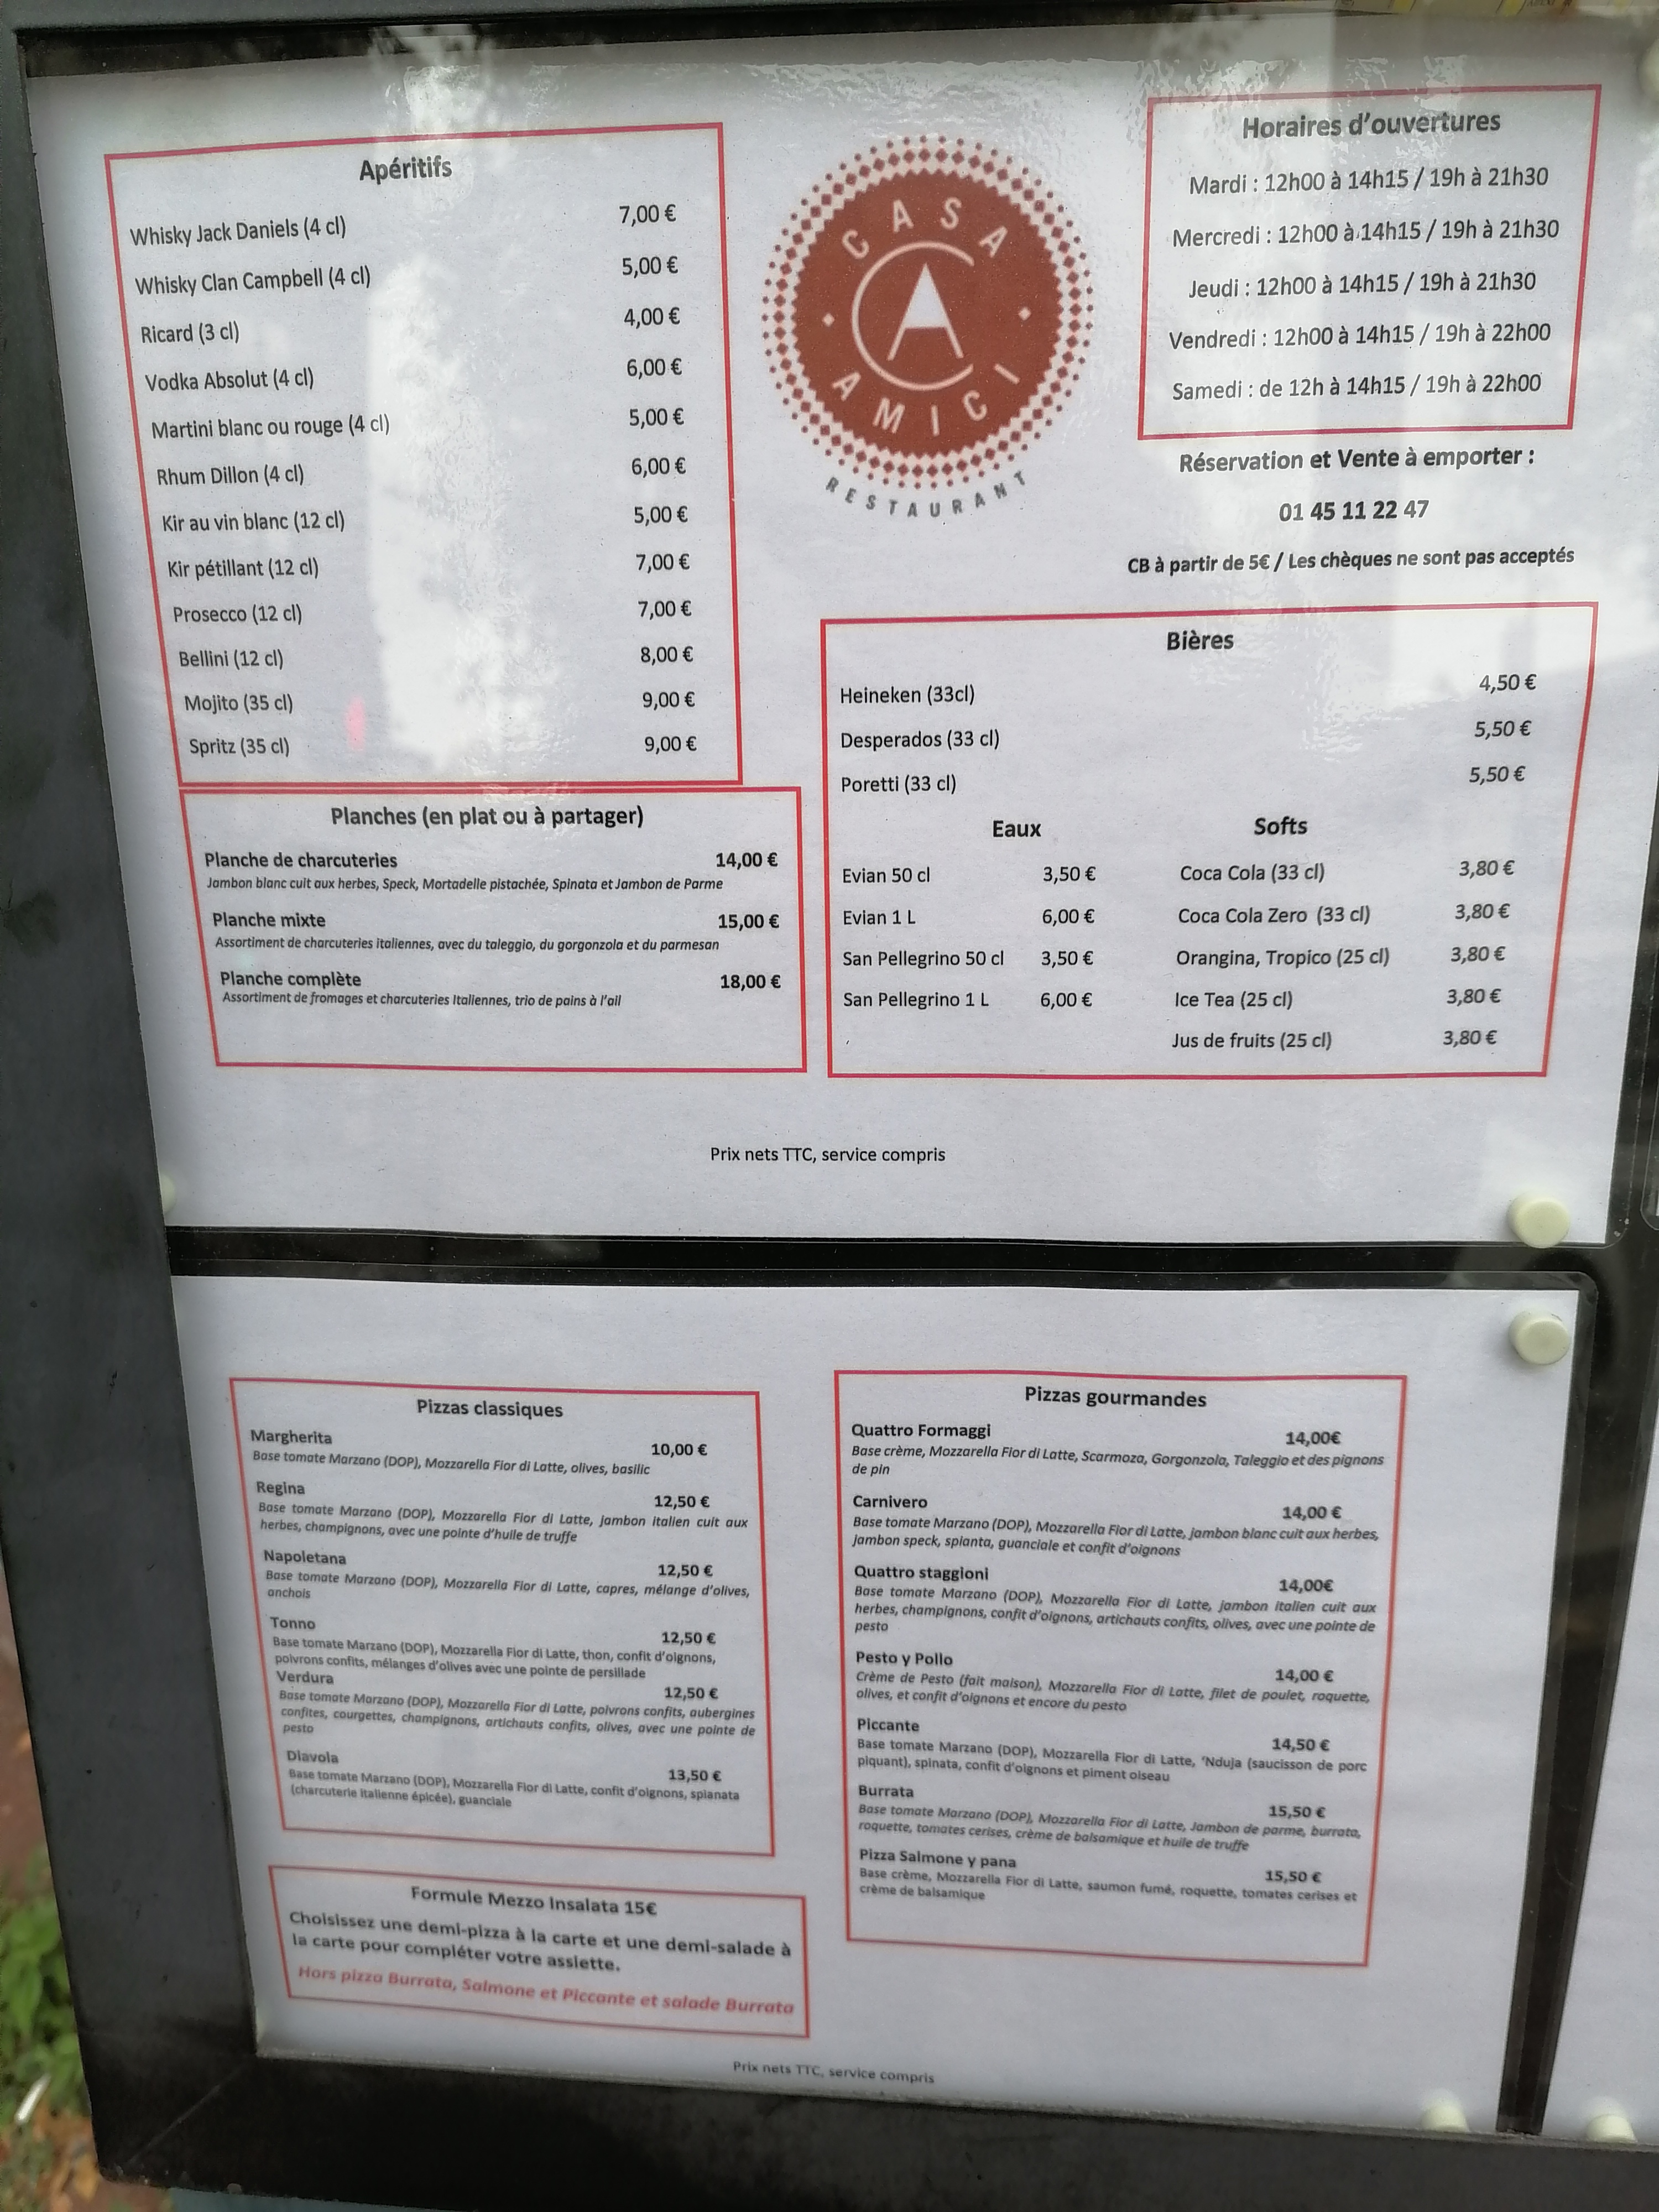 Apéritifs
Whisky Jack Daniels (4 cl) 7,00 €
Whisky Clan Campbell (4 cl) 5,00 €
Ricard (3 cl) 4,00 €
Vodka Absolut (4 cl) 6,00 €
Martini blanc ou rouge (4 cl) 5,00 €
Rhum Dillon (4 cl) 6,00 €
Kir au vin blanc (12 cl) 5,00 €
Kir pétillant (12 cl) 7,00 €
Prosecco (12 cl) 7,00 €
Bellini (12 cl) 8,00 €
Mojito (35 cl) 9,00 €
Spritz (35 cl) 9,00 €
Planches (en plat ou à partager)
Planche de charcuteries 14,00 €
Jambon blanc cuit aux herbes, Speck, Mortadelle pistachée, Spinata et Jambon de Parme
Planche mixte 15,00 €
Assortiment de charcuteries italiennes, avec du taleggio, du gorgonzola et du parmesan
Planche complète 18,00 €
Assortiment de fromages et charcuteries Italiennes, trio de pains à l'ail
CASA
CA
AMICI
RESTAURANT
Horaires d'ouvertures
Mardi : 12h00 à 14h15 / 19h à 21h30
Mercredi : 12h00 à 14h15 / 19h à 21h30
Jeudi : 12h00 à 14h15 / 19h à 21h30
Vendredi : 12h00 à 14h15 / 19h à 22h00
Samedi : de 12h à 14h15 / 19h à 22h00
Réservation et Vente à emporter :
01 45 11 22 47
CB à partir de 5€ / Les chèques ne sont pas acceptés
Bières
Heineken (33cl) 4,50 €
Desperados (33 cl) 5,50 €
Poretti (33 cl) 5,50 €
Eaux
Evian 50 cl 3,50 €
Evian 1 L 6,00 €
San Pellegrino 50 cl 3,50 €
San Pellegrino 1 L 6,00 €
Softs
Coca Cola (33 cl) 3,80 €
Coca Cola Zero (33 cl) 3,80 €
Orangina, Tropico (25 cl) 3,80 €
Ice Tea (25 cl) 3,80 €
Jus de fruits (25 cl) 3,80 €
Prix nets TTC, service compris
Pizzas classiques
Margherita 10,00 €
Base tomate Marzano (DOP), Mozzarella Fior di Latte, olives, basilic
Regina 12,50 €
Base tomate Marzano (DOP), Mozzarella Fior di Latte, jambon italien cuit aux
herbes, champignons, avec une pointe d'huile de truffe
Napoletana 12,50 €
Base tomate Marzano (DOP), Mozzarella Fior di Latte, capres, mélange d'olives,
anchois
Tonno 12,50 €
Base tomate Marzano (DOP), Mozzarella Fior di Latte, thon, confit d'oignons,
poivrons confits, mélanges d'olives avec une pointe de persillade
Verdura 12,50 €
Base tomate Marzano (DOP), Mozzarella Fior di Latte, poivrons confits, aubergines
confites, courgettes, champignons, artichauts confits, olives, avec une pointe de
pesto
Diavola 13,50 €
Base tomate Marzano (DOP), Mozzarella Fior di Latte, confit d'oignons, spianata
(charcuterie italienne épicée), guanciale
Formule Mezzo Insalata 15€
Choisissez une demi-pizza à la carte et une demi-salade à
la carte pour compléter votre assiette.
Hors pizza Burrata, Salmone et Piccante et salade Burrata
Pizzas gourmandes
Quattro Formaggi 14,00€
Base crème, Mozzarella Fior di Latte, Scarmoza, Gorgonzola, Taleggio et des pignons
de pin
Carnivero 14,00 €
Base tomate Marzano (DOP), Mozzarella Fior di Latte, jambon blanc cuit aux herbes,
jambon speck, spianta, guanciale et confit d'oignons
Quattro staggioni 14,00€
Base tomate Marzano (DOP), Mozzarella Fior di Latte, jambon italien cuit aux
herbes, champignons, confit d'oignons, artichauts confits, olives, avec une pointe de
pesto
Pesto y Pollo 14,00 €
Crème de Pesto (fait maison), Mozzarella Fior di Latte, filet de poulet, roquette,
olives, et confit d'oignons et encore du pesto
Piccante 14,50 €
Base tomate Marzano (DOP), Mozzarella Fior di Latte, 'Nduja (saucisson de porc
piquant), spinata, confit d'oignons et piment oiseau
Burrata 15,50 €
Base tomate Marzano (DOP), Mozzarella Fior di Latte, Jambon de parme, burrata,
roquette, tomates cerises, crème de balsamique et huile de truffe
Pizza Salmone y pana 15,50 €
Base crème, Mozzarella Fior di Latte, saumon fumé, roquette, tomates cerises et
crème de balsamique
Prix nets TTC, service compris